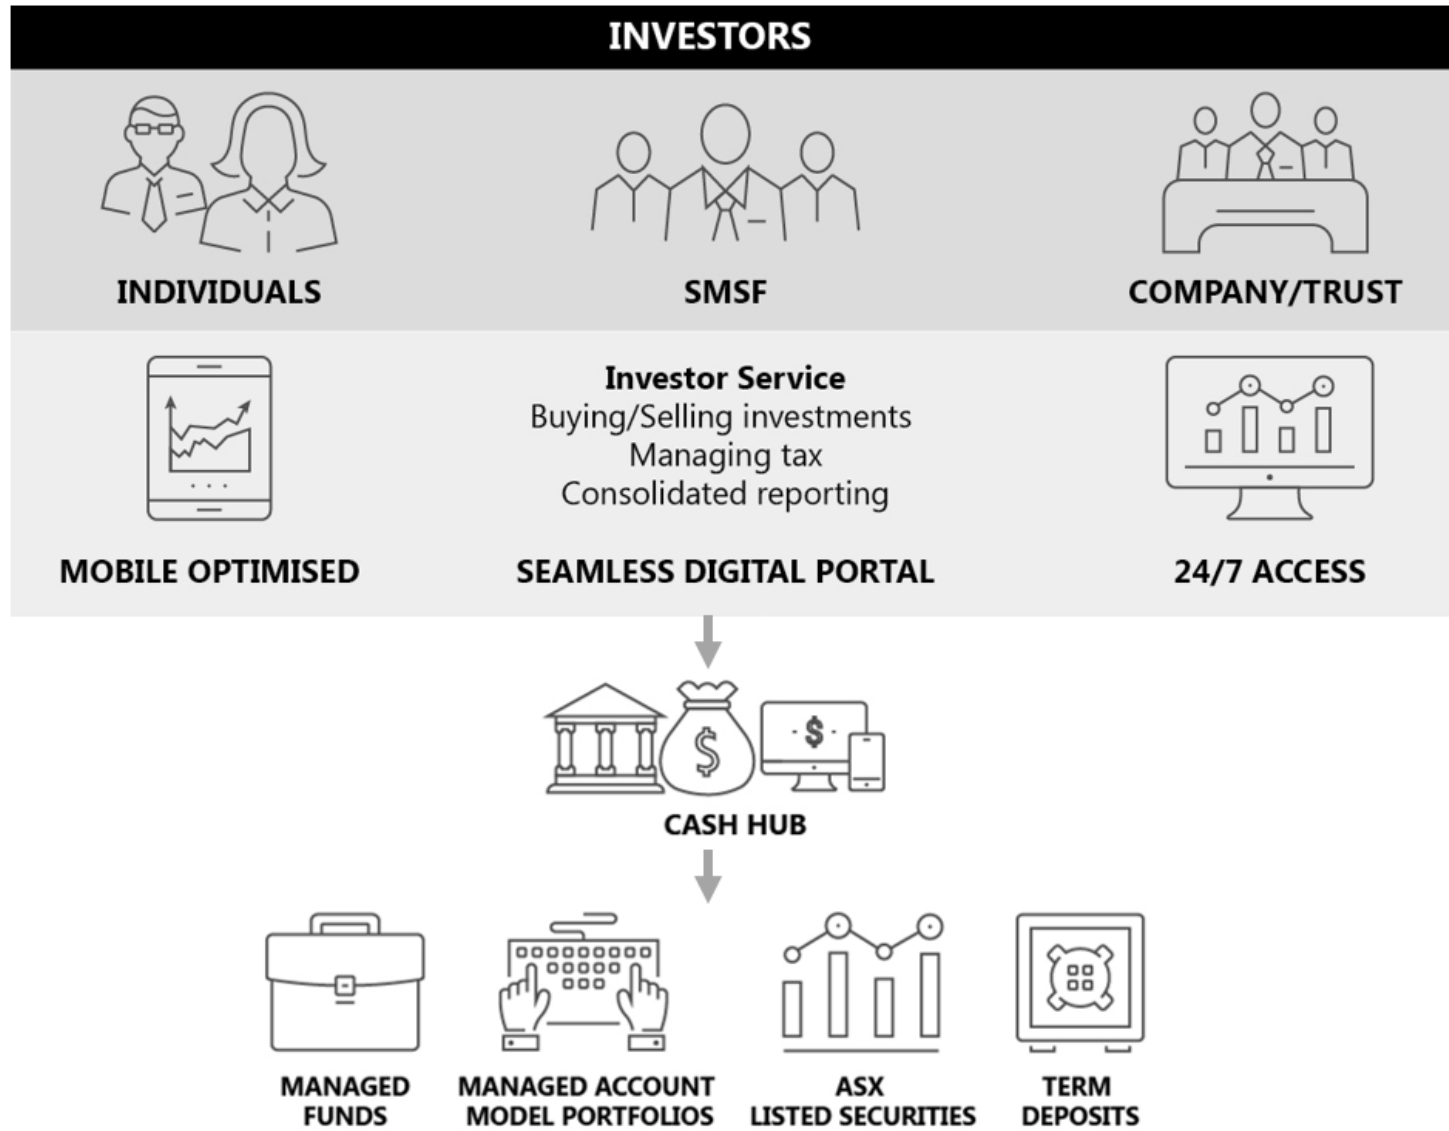 INVESTORS
INDIVIDUALS
SMSF
COMPANY/TRUST
Investor Service
Buying/Selling investments
Managing tax
Consolidated reporting
MOBILE OPTIMISED
SEAMLESS DIGITAL PORTAL
24/7 ACCESS
$
$
CASH HUB
MANAGED
FUNDS
MANAGED ACCOUNT
MODEL PORTFOLIOS
ASX
LISTED SECURITIES
TERM
DEPOSITS